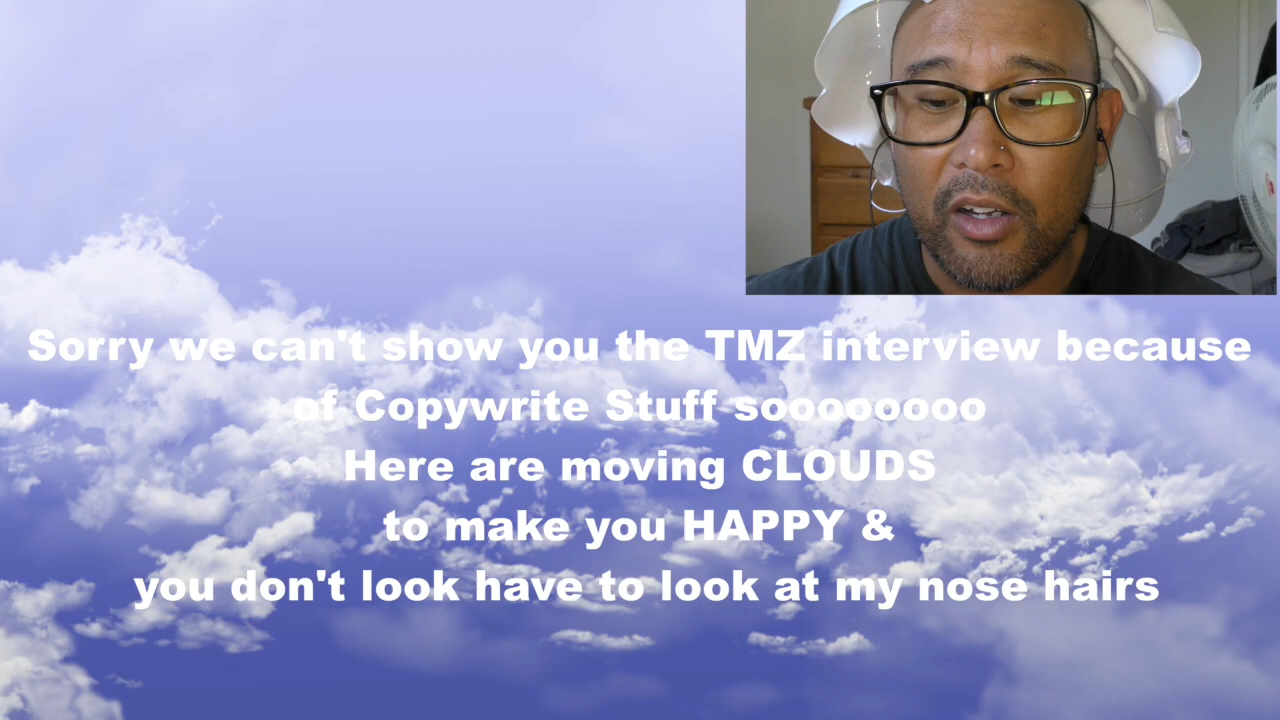 Sorry we can't show you the TMZ interview because
of Copywrite Stuff soooooooo
Here are moving CLOUDS
to make you HAPPY &
you don't look have to look at my nose hairs